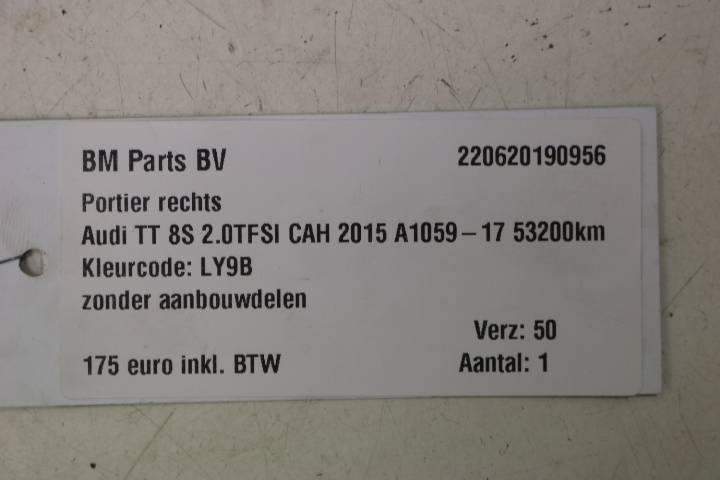 BM Parts BV 220620190956
Portier rechts
Audi TT 8S 2.0TFSI CAH 2015 A1059-17 53200km
Kleurcode: LY9B
zonder aanbouwdelen
Verz: 50
175 euro inkl. BTW Aantal: 1